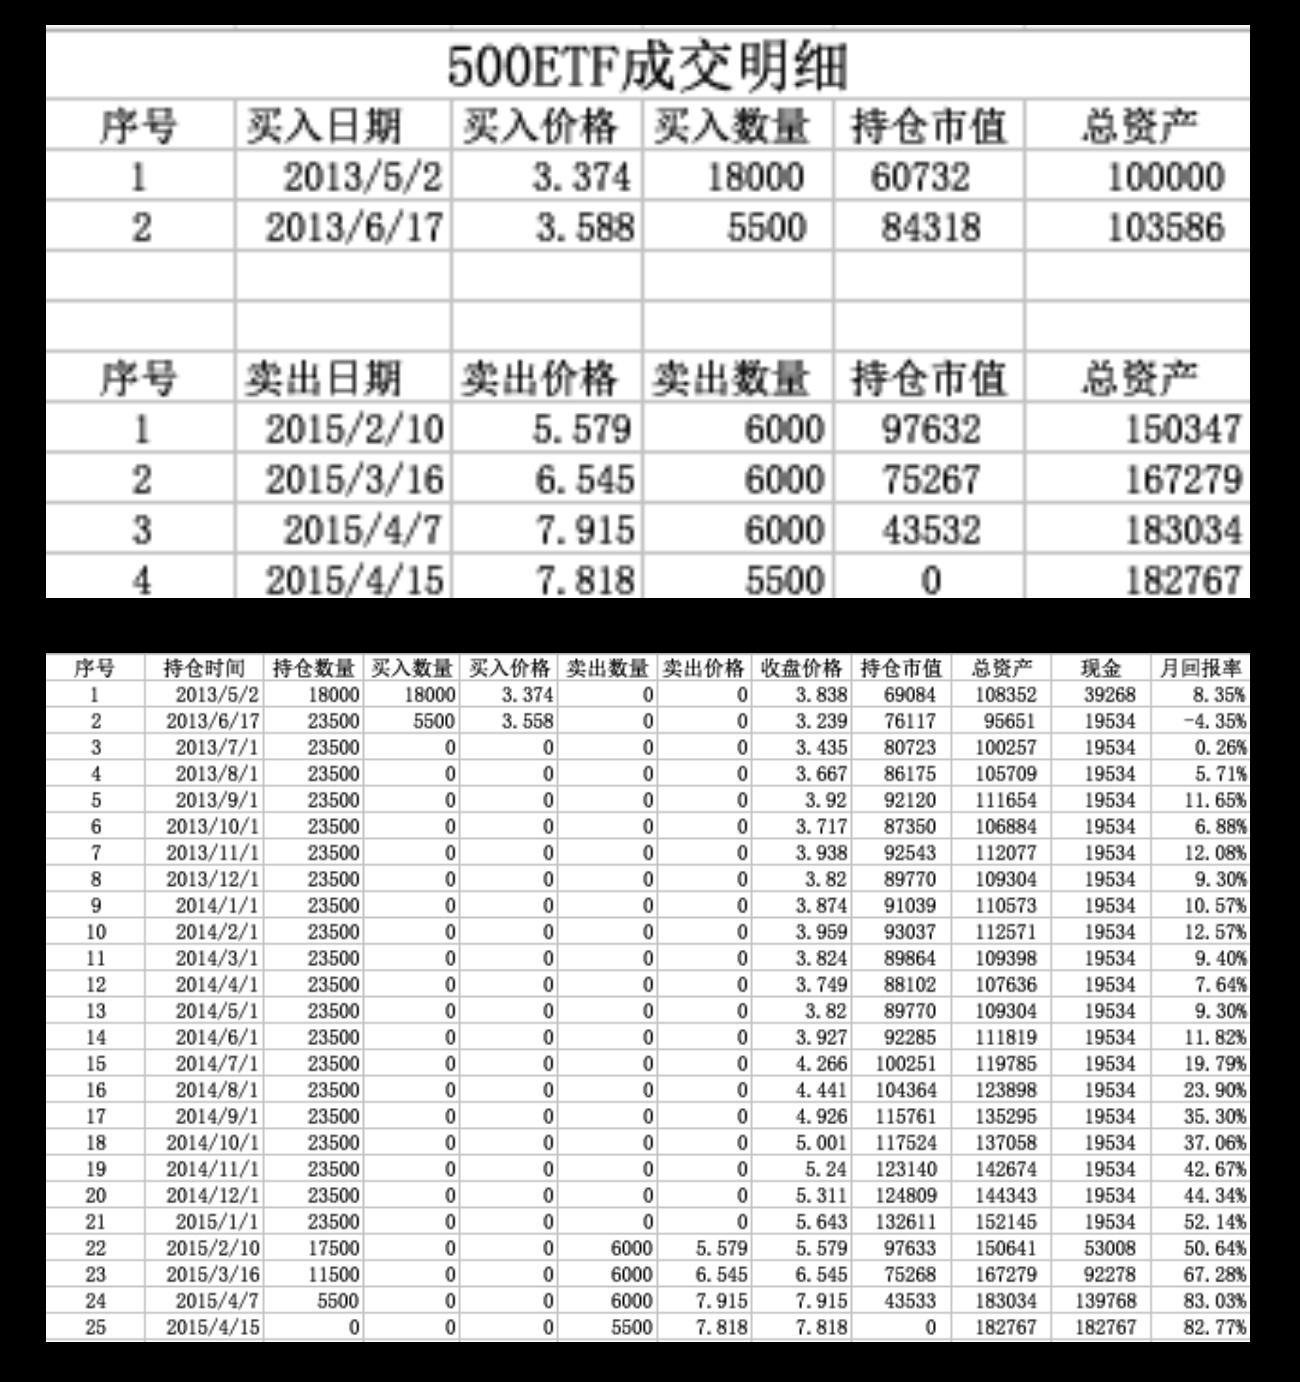 500ETF成交明细
序号 买入日期 买入价格 买入数量 持仓市值 总资产
1 2013/5/2 3.374 18000 60732 100000
2 2013/6/17 3.588 5500 84318 103586
序号 卖出日期 卖出价格 卖出数量 持仓市值 总资产
1 2015/2/10 5.579 6000 97632 150347
2 2015/3/16 6.545 6000 75267 167279
3 2015/4/7 7.915 6000 43532 183034
4 2015/4/15 7.818 5500 0 182767
序号 持仓时间 持仓数量 买入数量 买入价格 卖出数量 卖出价格 收盘价格 持仓市值 总资产 现金 月回报率
1 2013/5/2 18000 18000 3.374 0 0 3.838 69084 108352 39268 8.35%
2 2013/6/17 23500 5500 3.558 0 0 3.239 76117 95651 19534 -4.35%
3 2013/7/1 23500 0 0 0 0 3.435 80723 100257 19534 0.26%
4 2013/8/1 23500 0 0 0 0 3.667 86175 105709 19534 5.71%
5 2013/9/1 23500 0 0 0 0 3.92 92120 111654 19534 11.65%
6 2013/10/1 23500 0 0 0 0 3.717 87350 106884 19534 6.88%
7 2013/11/1 23500 0 0 0 0 3.938 92543 112077 19534 12.08%
8 2013/12/1 23500 0 0 0 0 3.82 89770 109304 19534 9.30%
9 2014/1/1 23500 0 0 0 0 3.874 91039 110573 19534 10.57%
10 2014/2/1 23500 0 0 0 0 3.959 93037 112571 19534 12.57%
11 2014/3/1 23500 0 0 0 0 3.824 89864 109398 19534 9.40%
12 2014/4/1 23500 0 0 0 0 3.749 88102 107636 19534 7.64%
13 2014/5/1 23500 0 0 0 0 3.82 89770 109304 19534 9.30%
14 2014/6/1 23500 0 0 0 0 3.927 92285 111819 19534 11.82%
15 2014/7/1 23500 0 0 0 0 4.266 100251 119785 19534 19.79%
16 2014/8/1 23500 0 0 0 0 4.441 104364 123898 19534 23.90%
17 2014/9/1 23500 0 0 0 0 4.926 115761 135295 19534 35.30%
18 2014/10/1 23500 0 0 0 0 5.001 117524 137058 19534 37.06%
19 2014/11/1 23500 0 0 0 0 5.24 123140 142674 19534 42.67%
20 2014/12/1 23500 0 0 0 0 5.311 124809 144343 19534 44.34%
21 2015/1/1 23500 0 0 0 0 5.643 132611 152145 19534 52.14%
22 2015/2/10 17500 0 0 6000 5.579 5.579 97633 150641 53008 50.64%
23 2015/3/16 11500 0 0 6000 6.545 6.545 75268 167279 92278 67.28%
24 2015/4/7 5500 0 0 6000 7.915 7.915 43533 183034 139768 83.03%
25 2015/4/15 0 0 0 5500 7.818 7.818 0 182767 182767 82.77%